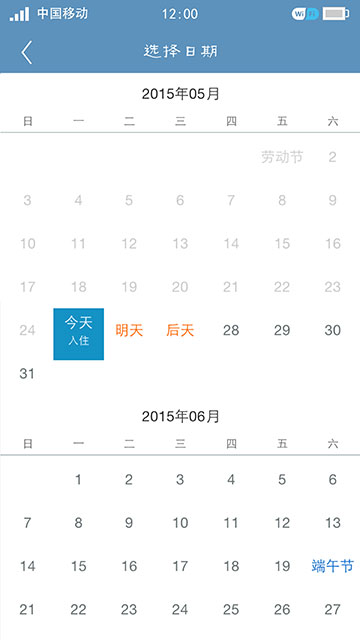 中国移动 12:00 WiFi
选择日期
2015年05月
日 一 二 三 四 五 六
劳动节 2
3 4 5 6 7 8 9
10 11 12 13 14 15 16
17 18 19 20 21 22 23
24 今天 明天 后天 28 29 30
入住
31
2015年06月
日 一 二 三 四 五 六
1 2 3 4 5 6
7 8 9 10 11 12 13
14 15 16 17 18 19 端午节
21 22 23 24 25 26 27